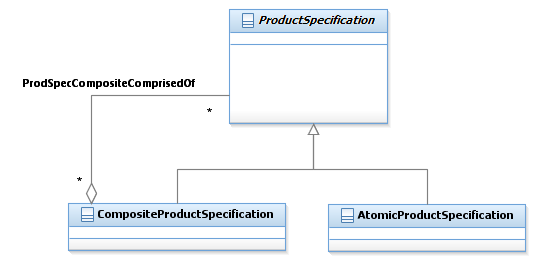 ProductSpecification
ProdSpecCompositeComprisedOf
*
*
CompositeProductSpecification
AtomicProductSpecification